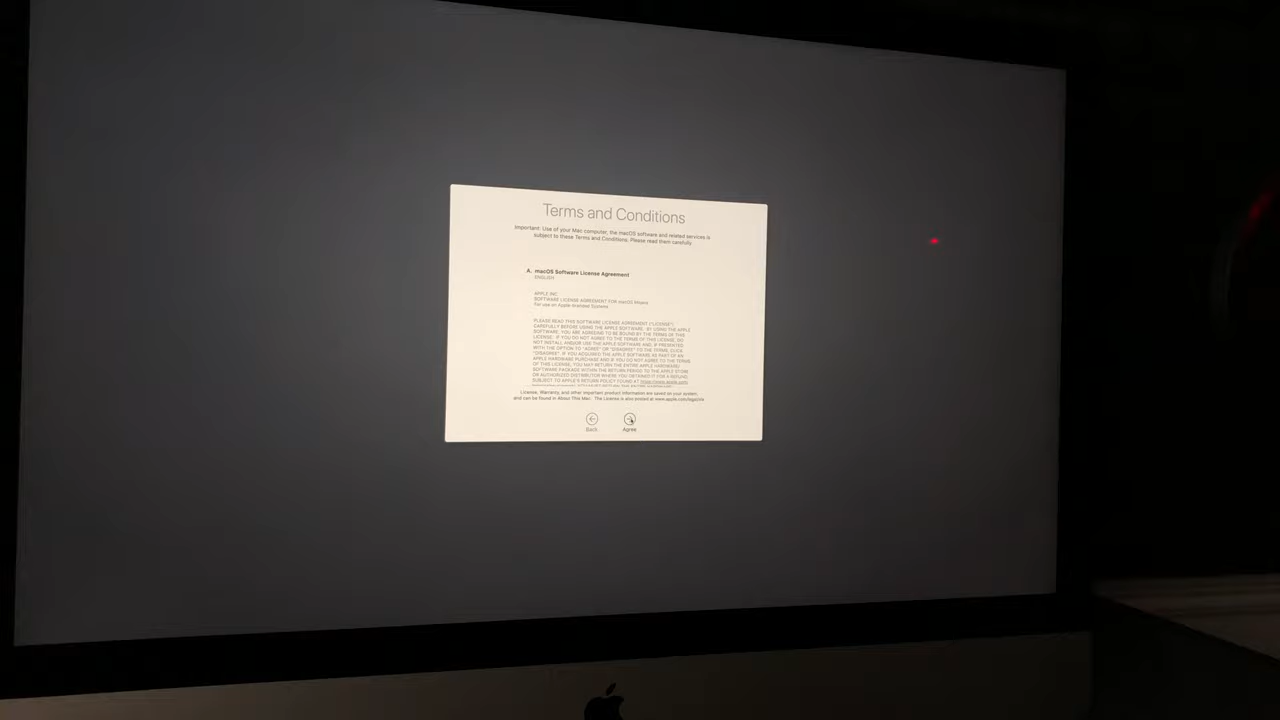 Terms and Conditions
Important: Use of your Mac computer, the macOS software and related services is
subject to these Terms and Conditions. Please read them carefully.
A. macOS Software License Agreement
ENGLISH
APPLE INC.
SOFTWARE LICENSE AGREEMENT FOR macOS Mojave
For use on Apple-branded Systems
PLEASE READ THIS SOFTWARE LICENSE AGREEMENT ("LICENSE")
CAREFULLY BEFORE USING THE APPLE SOFTWARE. BY USING THE APPLE
SOFTWARE, YOU ARE AGREEING TO BE BOUND BY THE TERMS OF THIS
LICENSE. IF YOU DO NOT AGREE TO THE TERMS OF THIS LICENSE, DO
NOT INSTALL AND/OR USE THE APPLE SOFTWARE AND, IF PRESENTED
WITH THE OPTION TO "AGREE" OR "DISAGREE" TO THE TERMS, CLICK
"DISAGREE". IF YOU ACQUIRED THE APPLE SOFTWARE AS PART OF AN
APPLE HARDWARE PURCHASE AND IF YOU DO NOT AGREE TO THE TERMS
OF THIS LICENSE, YOU MAY RETURN THE ENTIRE APPLE HARDWARE/
SOFTWARE PACKAGE WITHIN THE RETURN PERIOD TO THE APPLE STORE
OR AUTHORIZED DISTRIBUTOR WHERE YOU OBTAINED IT FOR A REFUND,
SUBJECT TO APPLE'S RETURN POLICY FOUND AT https://www.apple.com
License, Warranty, and other important product information are saved on your system,
and can be found in About This Mac. The License is also posted at www.apple.com/legal/sla
Back
Agree